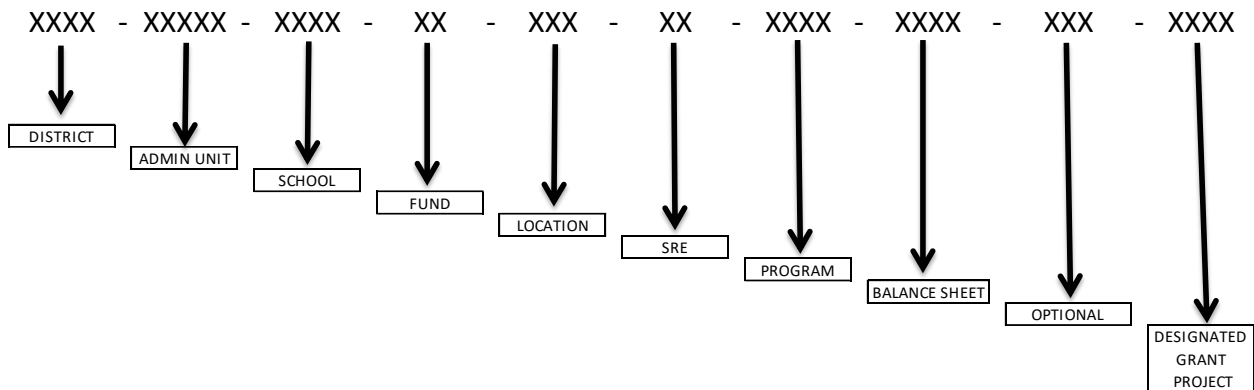 XXXX - XXXXX - XXXX - XX - XXX - XX - XXXX - XXXX - XXX - XXXX
DISTRICT
ADMIN UNIT
SCHOOL
FUND
LOCATION
SRE
PROGRAM
BALANCE SHEET
OPTIONAL
DESIGNATED
GRANT
PROJECT